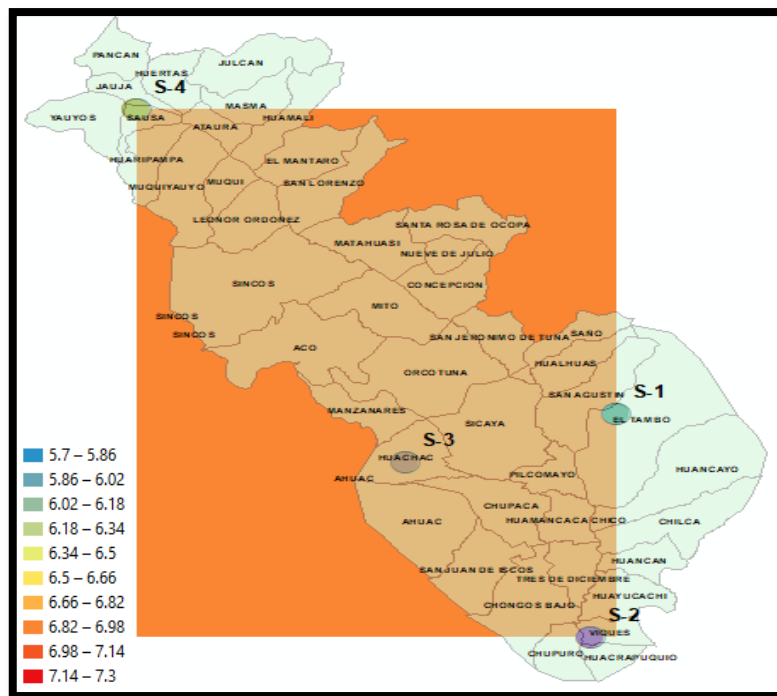 PANCAN
JULCAN
HUERTAS
JAUJA
S-4
MASMA
YAUYOS
SAUSA
HUAMALI
ATAURA
HUARIPAMPA
EL MANTARO
MUQUI
SAN LORENZO
MUQUIYAUYO
LEONOR ORDOÑEZ
SANTA ROSA DE OCOPA
MATAHUASI
NUEVE DE JULIO
SINCOS
CONCEPCION
MITO
SINCOS
SINCOS
SAN JERONIMO DE TUNA
SAÑO
ACO
HUALHUAS
ORCOTUNA
S-1
SAN AGUSTIN
MANZANARES
EL TAMBO
SICAYA
S-3
HUACHAC
5.7 – 5.86
PILCOMAYO
HUANCAYO
AHUAC
5.86 – 6.02
6.02 – 6.18
CHUPACA
AHUAC
HUAMANCACA CHICO
CHILCA
6.18 – 6.34
6.34 – 6.5
HUANCAN
SAN JUAN DE ISCOS
6.5 – 6.66
TRES DE DICIEMBRE
6.66 – 6.82
HUAYUCACHI
CHONGOS BAJO
6.82 – 6.98
S-2
VIQUES
6.98 – 7.14
CHUPURO
HUACRAPUQUIO
7.14 – 7.3